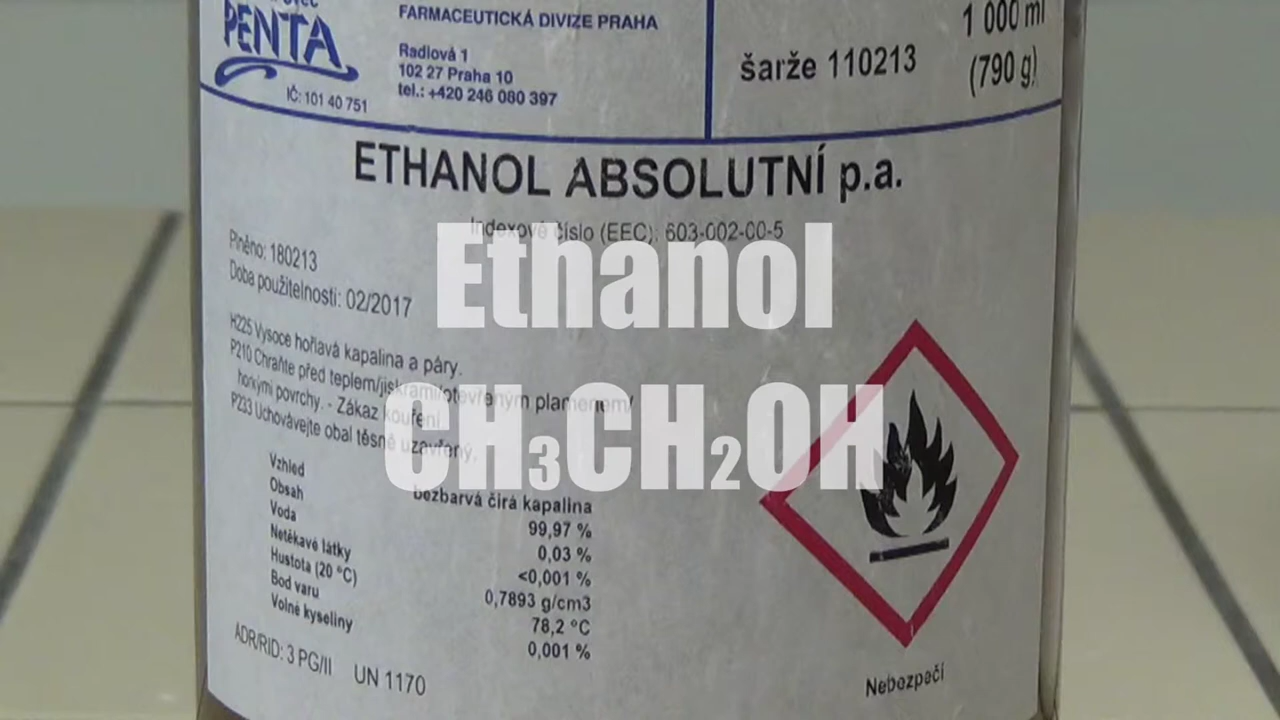 PENTA
IČ: 101 40 751
FARMACEUTICKÁ DIVIZE PRAHA
Radlová 1
102 27 Praha 10
tel.: +420 246 080 397
šarže 110213
1 000 ml
(790 g)
ETHANOL ABSOLUTNÍ p.a.
Indexové číslo (EEC): 603-002-00-5
Ethanol
CH₃CH₂OH
Plněno: 180213
Doba použitelnosti: 02/2017
H225 Vysoce hořlavá kapalina a páry.
P210 Chraňte před teplem/jiskrami/otevřeným plamenem/
horkými povrchy. - Zákaz kouření.
P233 Uchovávejte obal těsně uzavřený.
Vzhled bezbarvá čirá kapalina
Obsah 99,97 %
Voda 0,03 %
Netěkavé látky <0,001 %
Hustota (20 °C) 0,7893 g/cm3
Bod varu 78,2 °C
Volné kyseliny 0,001 %
ADR/RID: 3 PG/II UN 1170
Nebezpečí